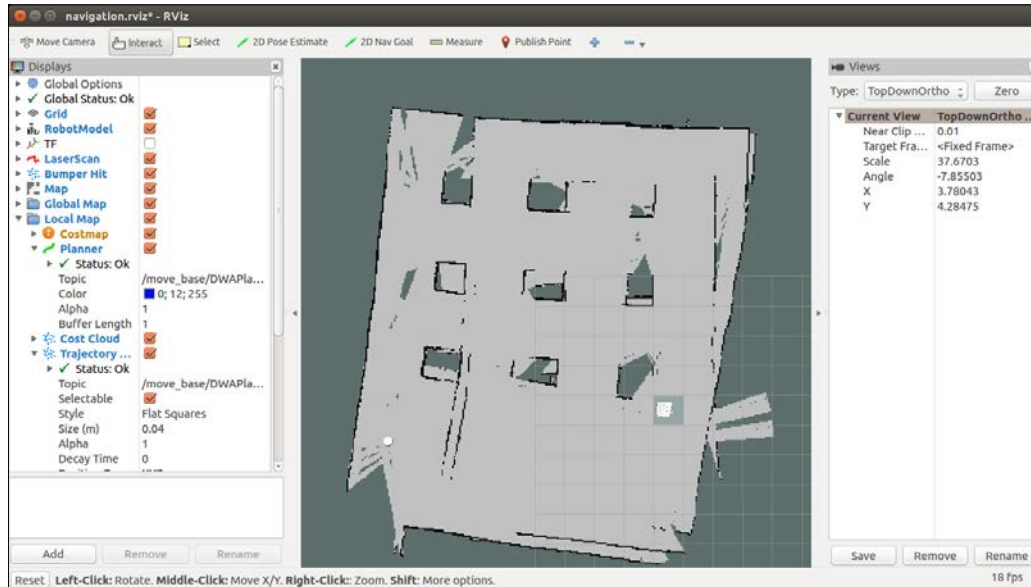 navigation.rviz* - RViz
Move Camera Interact Select 2D Pose Estimate 2D Nav Goal Measure Publish Point
Displays
Global Options
Global Status: Ok
Grid
RobotModel
TF
LaserScan
Bumper Hit
Map
Global Map
Local Map
Costmap
Planner
Status: Ok
Topic /move_base/DWAPla...
Color 0; 12; 255
Alpha 1
Buffer Length 1
Cost Cloud
Trajectory ...
Status: Ok
Topic /move_base/DWAPla...
Selectable
Style Flat Squares
Size (m) 0.04
Alpha 1
Decay Time 0
Add Remove Rename
Views
Type: TopDownOrtho Zero
Current View TopDownOrtho ...
Near Clip ... 0.01
Target Fra... <Fixed Frame>
Scale 37.6703
Angle -7.85503
X 3.78043
Y 4.28475
Save Remove Rename
Reset Left-Click: Rotate. Middle-Click: Move X/Y. Right-Click:: Zoom. Shift: More options. 18 fps